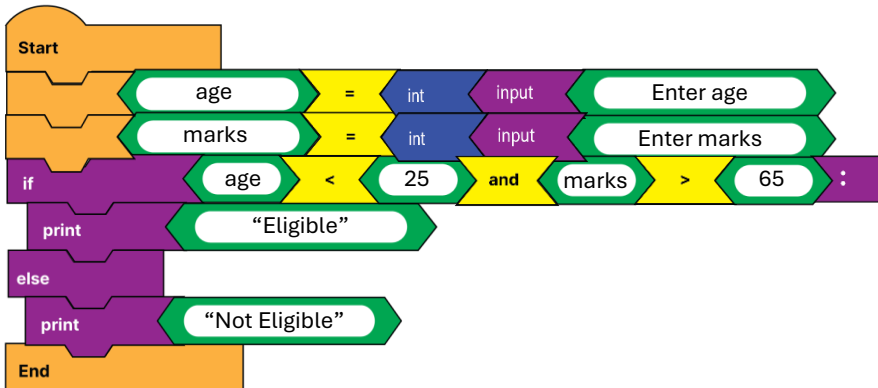 Start
age = int input Enter age
marks = int input Enter marks
if age < 25 and marks > 65 :
print “Eligible”
else
print “Not Eligible”
End